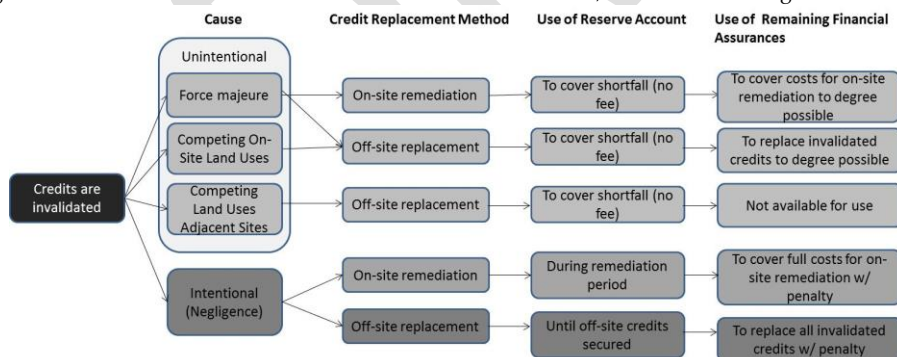 Cause
Credit Replacement Method
Use of Reserve Account
Use of Remaining Financial
Assurances
Unintentional
Force majeure
On-site remediation
To cover shortfall (no
fee)
To cover costs for on-site
remediation to degree
possible
Competing On-
Site Land Uses
Off-site replacement
To cover shortfall (no
fee)
To replace invalidated
credits to degree possible
Credits are
invalidated
Competing
Land Uses
Adjacent Sites
Off-site replacement
To cover shortfall (no
fee)
Not available for use
Intentional
(Negligence)
On-site remediation
During remediation
period
To cover full costs for on-
site remediation w/
penalty
Off-site replacement
Until off-site credits
secured
To replace all invalidated
credits w/ penalty